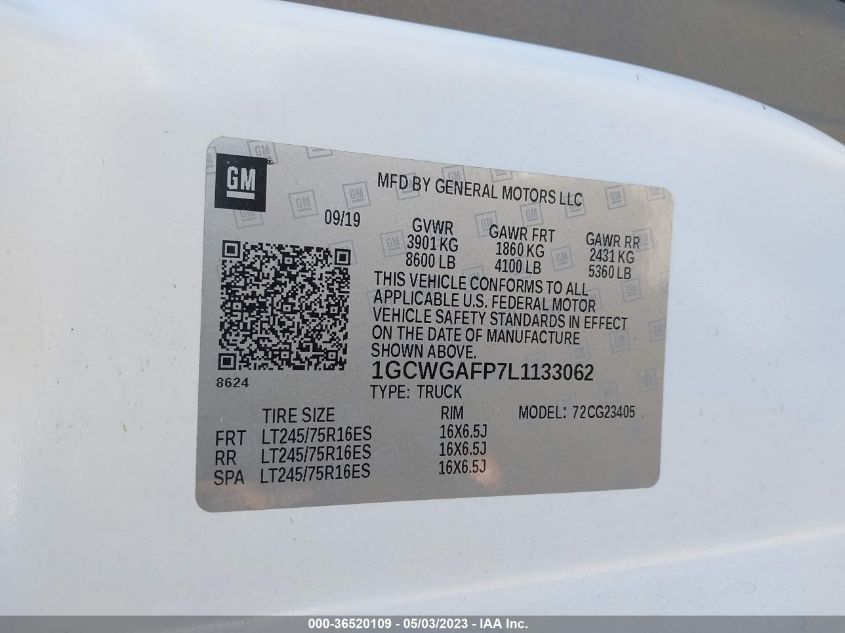 GM
MFD BY GENERAL MOTORS LLC
09/19
GVWR GAWR FRT GAWR RR
3901 KG 1860 KG 2431 KG
8600 LB 4100 LB 5360 LB
THIS VEHICLE CONFORMS TO ALL
APPLICABLE U.S. FEDERAL MOTOR
VEHICLE SAFETY STANDARDS IN EFFECT
ON THE DATE OF MANUFACTURE
SHOWN ABOVE.
8624
1GCWGAFP7L1133062
TYPE: TRUCK
TIRE SIZE RIM MODEL: 72CG23405
FRT LT245/75R16ES 16X6.5J
RR LT245/75R16ES 16X6.5J
SPA LT245/75R16ES 16X6.5J
000-36520109 - 05/03/2023 - IAA Inc.